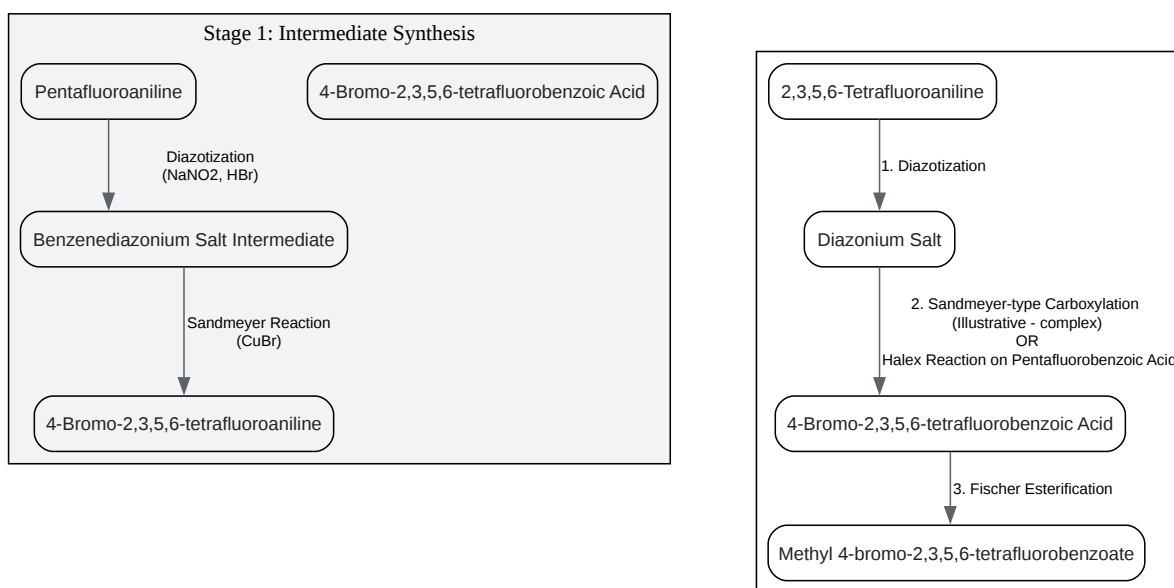 Stage 1: Intermediate Synthesis
Pentafluoroaniline
4-Bromo-2,3,5,6-tetrafluorobenzoic Acid
Diazotization
(NaNO2, HBr)
Benzenediazonium Salt Intermediate
Sandmeyer Reaction
(CuBr)
4-Bromo-2,3,5,6-tetrafluoroaniline
2,3,5,6-Tetrafluoroaniline
1. Diazotization
Diazonium Salt
2. Sandmeyer-type Carboxylation
(Illustrative - complex)
OR
Halex Reaction on Pentafluorobenzoic Acid
4-Bromo-2,3,5,6-tetrafluorobenzoic Acid
3. Fischer Esterification
Methyl 4-bromo-2,3,5,6-tetrafluorobenzoate